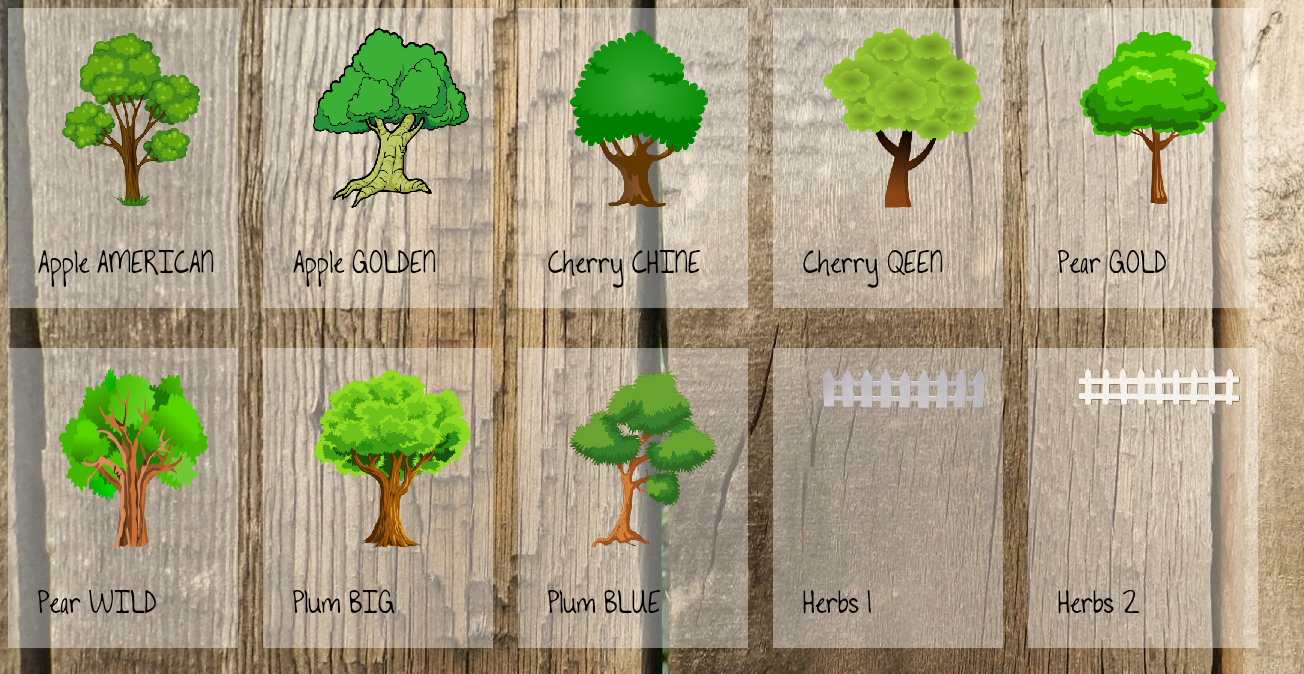 Apple AMERICAN
Apple GOLDEN
Cherry CHINE
Cherry QEEN
Pear GOLD
Pear WILD
Plum BIG
Plum BLUE
Herbs 1
Herbs 2